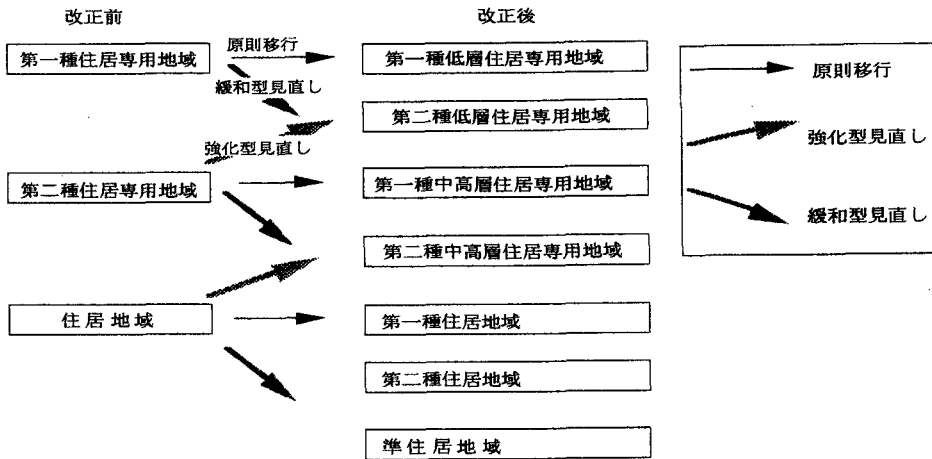 改正前
改正後
第一種住居専用地域
原則移行
第一種低層住居専用地域
緩和型見直し
第二種低層住居専用地域
強化型見直し
第二種住居専用地域
第一種中高層住居専用地域
第二種中高層住居専用地域
住居地域
第一種住居地域
第二種住居地域
準住居地域
原則移行
強化型見直し
緩和型見直し